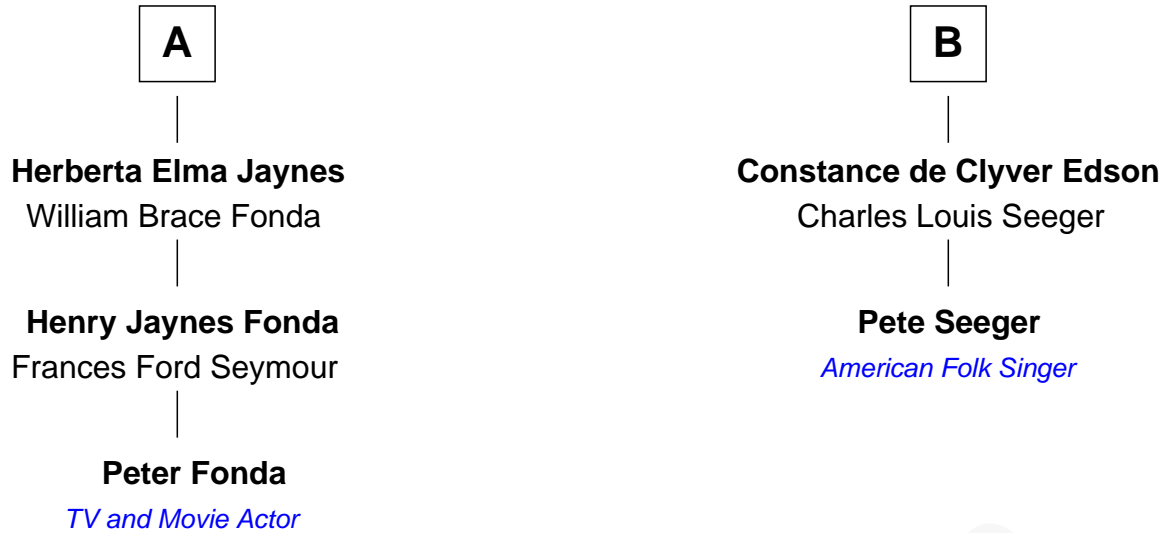 A
B
Herberta Elma Jaynes
William Brace Fonda
Constance de Clyver Edson
Charles Louis Seeger
Henry Jaynes Fonda
Frances Ford Seymour
Pete Seeger
American Folk Singer
Peter Fonda
TV and Movie Actor